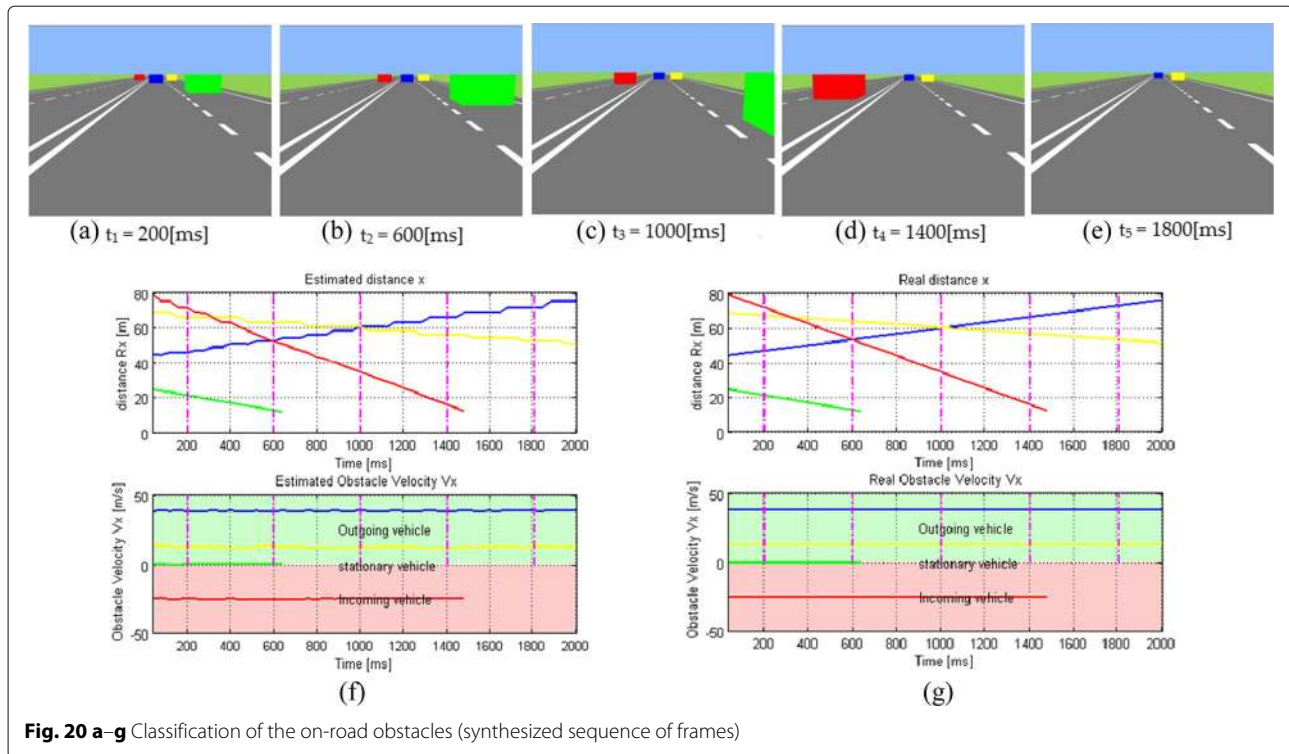 (a) t₁ = 200[ms]
(b) t₂ = 600[ms]
(c) t₃ = 1000[ms]
(d) t₄ = 1400[ms]
(e) t₅ = 1800[ms]
Estimated distance x
distance Rx [m]
80
60
40
20
0
200 400 600 800 1000 1200 1400 1600 1800 2000
Time [ms]
Estimated Obstacle Velocity Vx
Obstacle Velocity Vx [m/s]
50
0
-50
Outgoing vehicle
stationary vehicle
Incoming vehicle
200 400 600 800 1000 1200 1400 1600 1800 2000
Time [ms]
(f)
Real distance x
distance Rx [m]
80
60
40
20
0
200 400 600 800 1000 1200 1400 1600 1800 2000
Time [ms]
Real Obstacle Velocity Vx
Obstacle Velocity Vx [m/s]
50
0
-50
Outgoing vehicle
stationary vehicle
Incoming vehicle
200 400 600 800 1000 1200 1400 1600 1800 2000
Time [ms]
(g)
Fig. 20 a–g Classification of the on-road obstacles (synthesized sequence of frames)